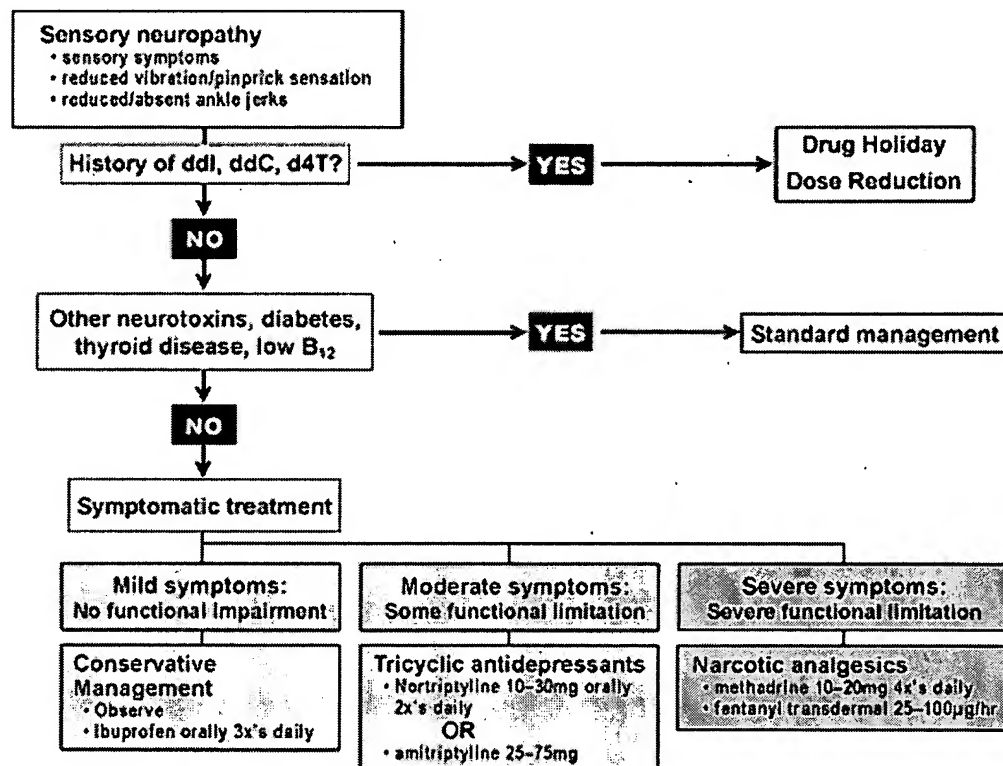 Sensory neuropathy
• sensory symptoms
• reduced vibration/pinprick sensation
• reduced/absent ankle jerks
History of ddI, ddC, d4T?
YES
Drug Holiday
Dose Reduction
NO
Other neurotoxins, diabetes,
thyroid disease, low B₁₂
YES
Standard management
NO
Symptomatic treatment
Mild symptoms:
No functional impairment
Moderate symptoms:
Some functional limitation
Severe symptoms:
Severe functional limitation
Conservative
Management
• Observe
• Ibuprofen orally 3x's daily
Tricyclic antidepressants
• Nortriptyline 10–30mg orally
2x's daily
OR
• amitriptyline 25–75mg
Narcotic analgesics
• methadrine 10–20mg 4x's daily
• fentanyl transdermal 25–100µg/hr